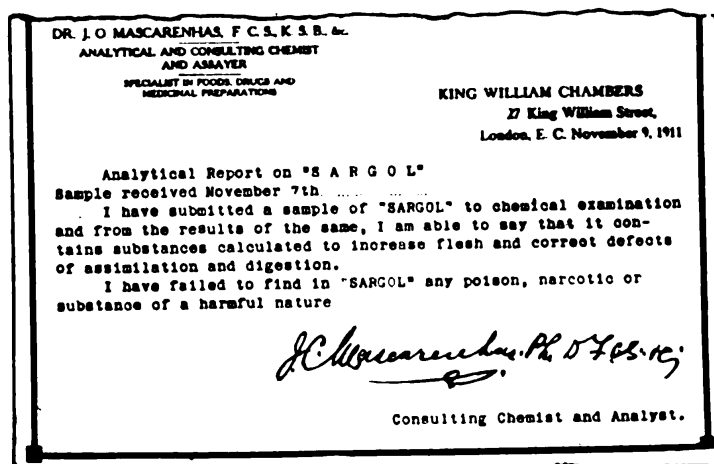 DR. J. O MASCARENHAS, F C. S., K S. B., &c.
ANALYTICAL AND CONSULTING CHEMIST
AND ASSAYER
SPECIALIST IN FOODS, DRUGS AND
MEDICINAL PREPARATIONS
KING WILLIAM CHAMBERS
27 King William Street,
London, E. C. November 9, 1911
Analytical Report on "S A R G O L"
Sample received November 7th. .... ... ...
I have submitted a sample of "SARGOL" to chemical examination
and from the results of the same, I am able to say that it con-
tains substances calculated to increase flesh and correct defects
of assimilation and digestion.
I have failed to find in "SARGOL" any poison, narcotic or
substance of a harmful nature
J.C. Mascarenhas. Ph. D F.C.S.
Consulting Chemist and Analyst.